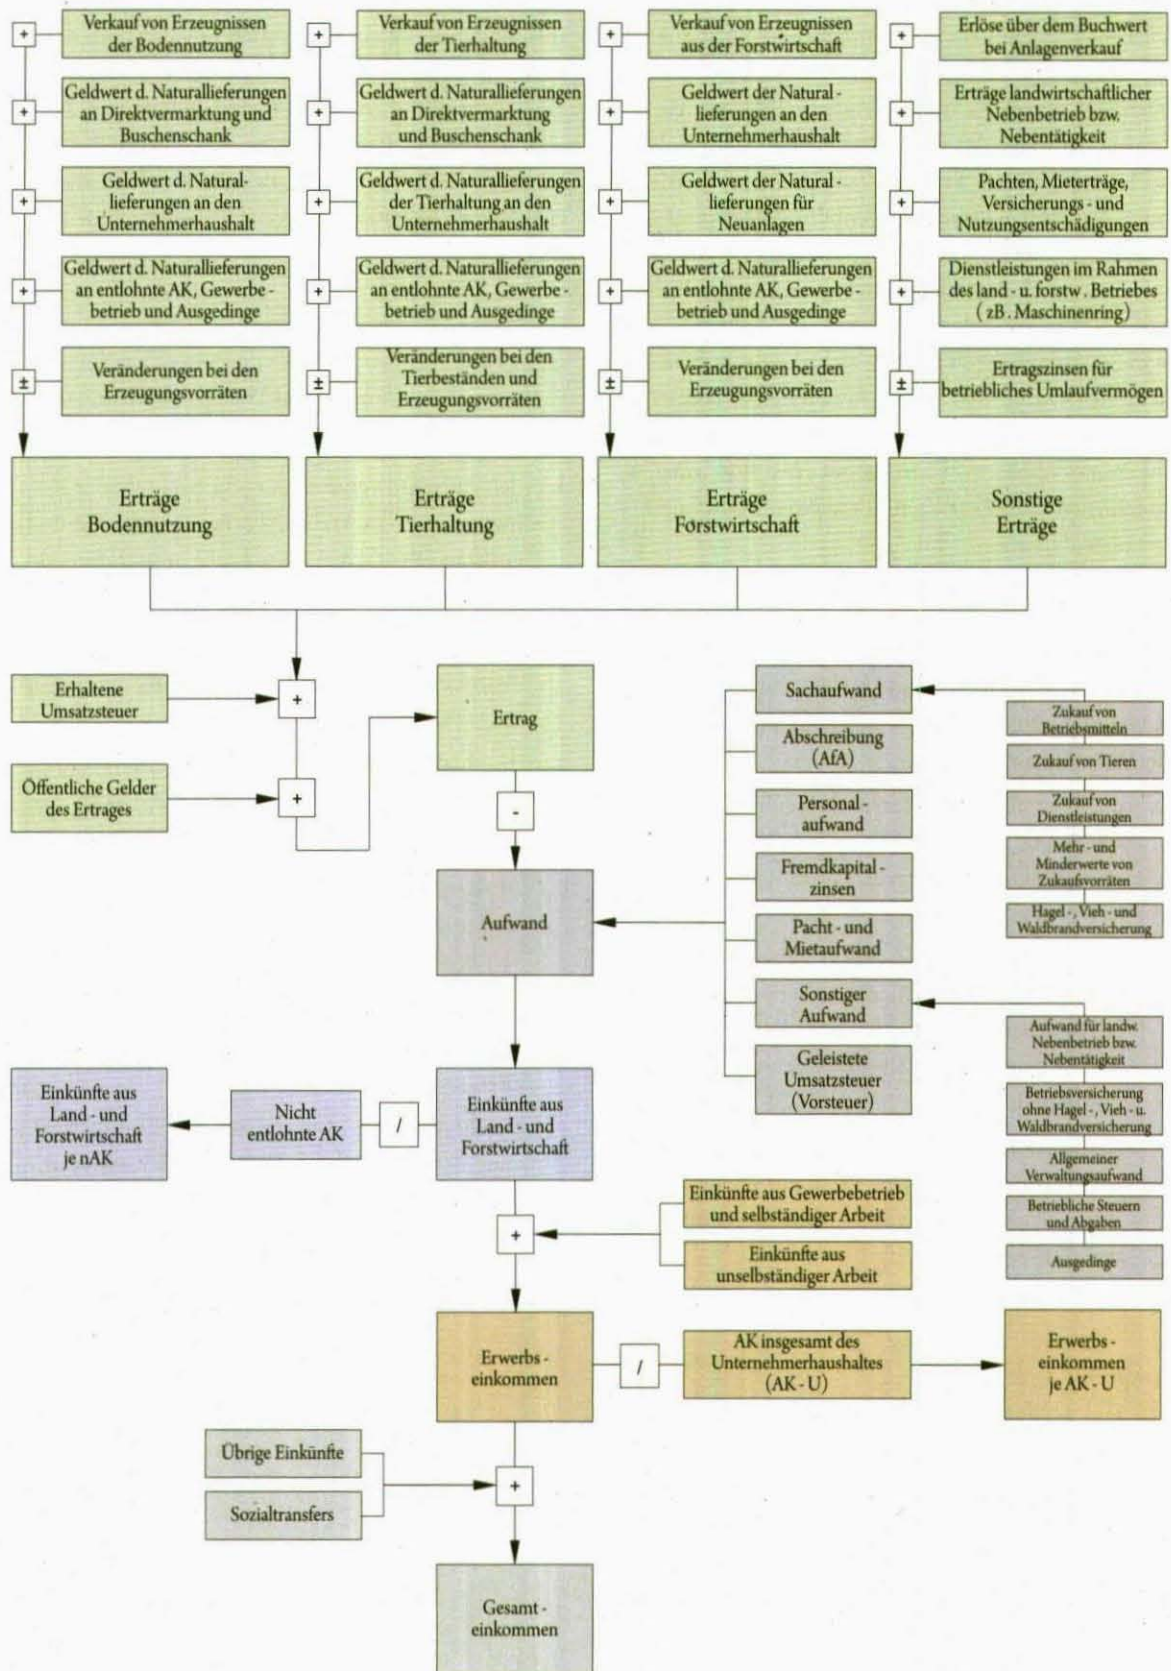 +
Verkauf von Erzeugnissen
der Bodennutzung
+
Geldwert d. Naturallieferungen
an Direktvermarktung und
Buschenschank
+
Geldwert d. Natural-
lieferungen an den
Unternehmerhaushalt
+
Geldwert d. Naturallieferungen
an entlohnte AK, Gewerbe -
betrieb und Ausgedinge
±
Veränderungen bei den
Erzeugungsvorräten
Erträge
Bodennutzung
+
Verkauf von Erzeugnissen
der Tierhaltung
+
Geldwert d. Naturallieferungen
an Direktvermarktung
und Buschenschank
+
Geldwert d. Naturallieferungen
der Tierhaltung an den
Unternehmerhaushalt
+
Geldwert d. Naturallieferungen
an entlohnte AK, Gewerbe -
betrieb und Ausgedinge
±
Veränderungen bei den
Tierbeständen und
Erzeugungsvorräten
Erträge
Tierhaltung
+
Verkauf von Erzeugnissen
aus der Forstwirtschaft
+
Geldwert der Natural -
lieferungen an den
Unternehmerhaushalt
+
Geldwert der Natural -
lieferungen für
Neuanlagen
+
Geldwert d. Naturallieferungen
an entlohnte AK, Gewerbe -
betrieb und Ausgedinge
±
Veränderungen bei den
Erzeugungsvorräten
Erträge
Forstwirtschaft
+
Erlöse über dem Buchwert
bei Anlagenverkauf
+
Erträge landwirtschaftlicher
Nebenbetrieb bzw.
Nebentätigkeit
+
Pachten, Mieterträge,
Versicherungs - und
Nutzungsentschädigungen
+
Dienstleistungen im Rahmen
des land - u. forstw. Betriebes
( zB. Maschinenring)
±
Ertragszinsen für
betriebliches Umlaufvermögen
Sonstige
Erträge
Erhaltene
Umsatzsteuer
+
Öffentliche Gelder
des Ertrages
+
Ertrag
-
Aufwand
Sachaufwand
Abschreibung
(AfA)
Personal -
aufwand
Fremdkapital -
zinsen
Pacht - und
Mietaufwand
Sonstiger
Aufwand
Geleistete
Umsatzsteuer
(Vorsteuer)
Zukauf von
Betriebsmitteln
Zukauf von Tieren
Zukauf von
Dienstleistungen
Mehr - und
Minderwerte von
Zukaufsvorräten
Hagel - , Vieh - und
Waldbrandversicherung
Aufwand für landw.
Nebenbetrieb bzw.
Nebentätigkeit
Betriebsversicherung
ohne Hagel - , Vieh - u.
Waldbrandversicherung
Allgemeiner
Verwaltungsaufwand
Betriebliche Steuern
und Abgaben
Ausgedinge
Einkünfte aus
Land - und
Forstwirtschaft
je nAK
Nicht
entlohnte AK
/
Einkünfte aus
Land - und
Forstwirtschaft
+
Einkünfte aus Gewerbebetrieb
und selbständiger Arbeit
Einkünfte aus
unselbständiger Arbeit
Erwerbs -
einkommen
/
AK insgesamt des
Unternehmerhaushaltes
(AK - U)
Erwerbs -
einkommen
je AK - U
Übrige Einkünfte
Sozialtransfers
+
Gesamt -
einkommen